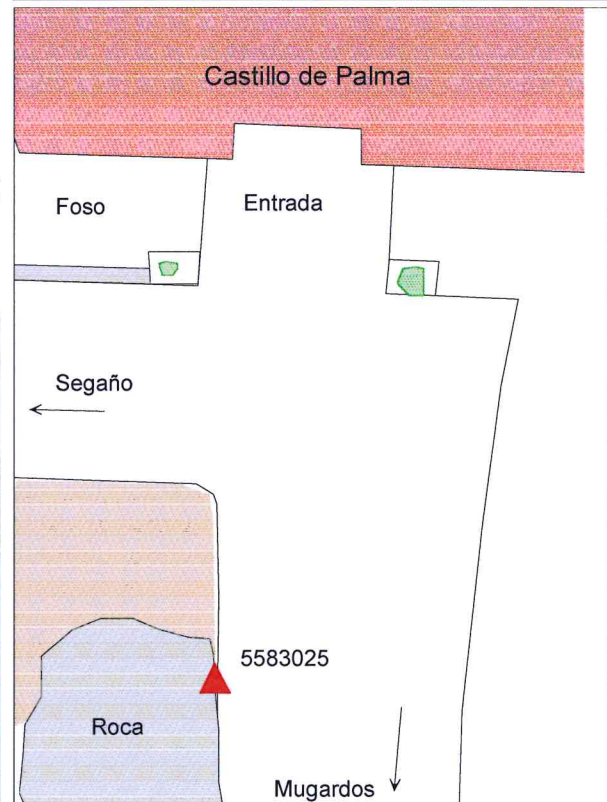 Castillo de Palma
Foso
Entrada
Segaño
5583025
Roca
Mugardos